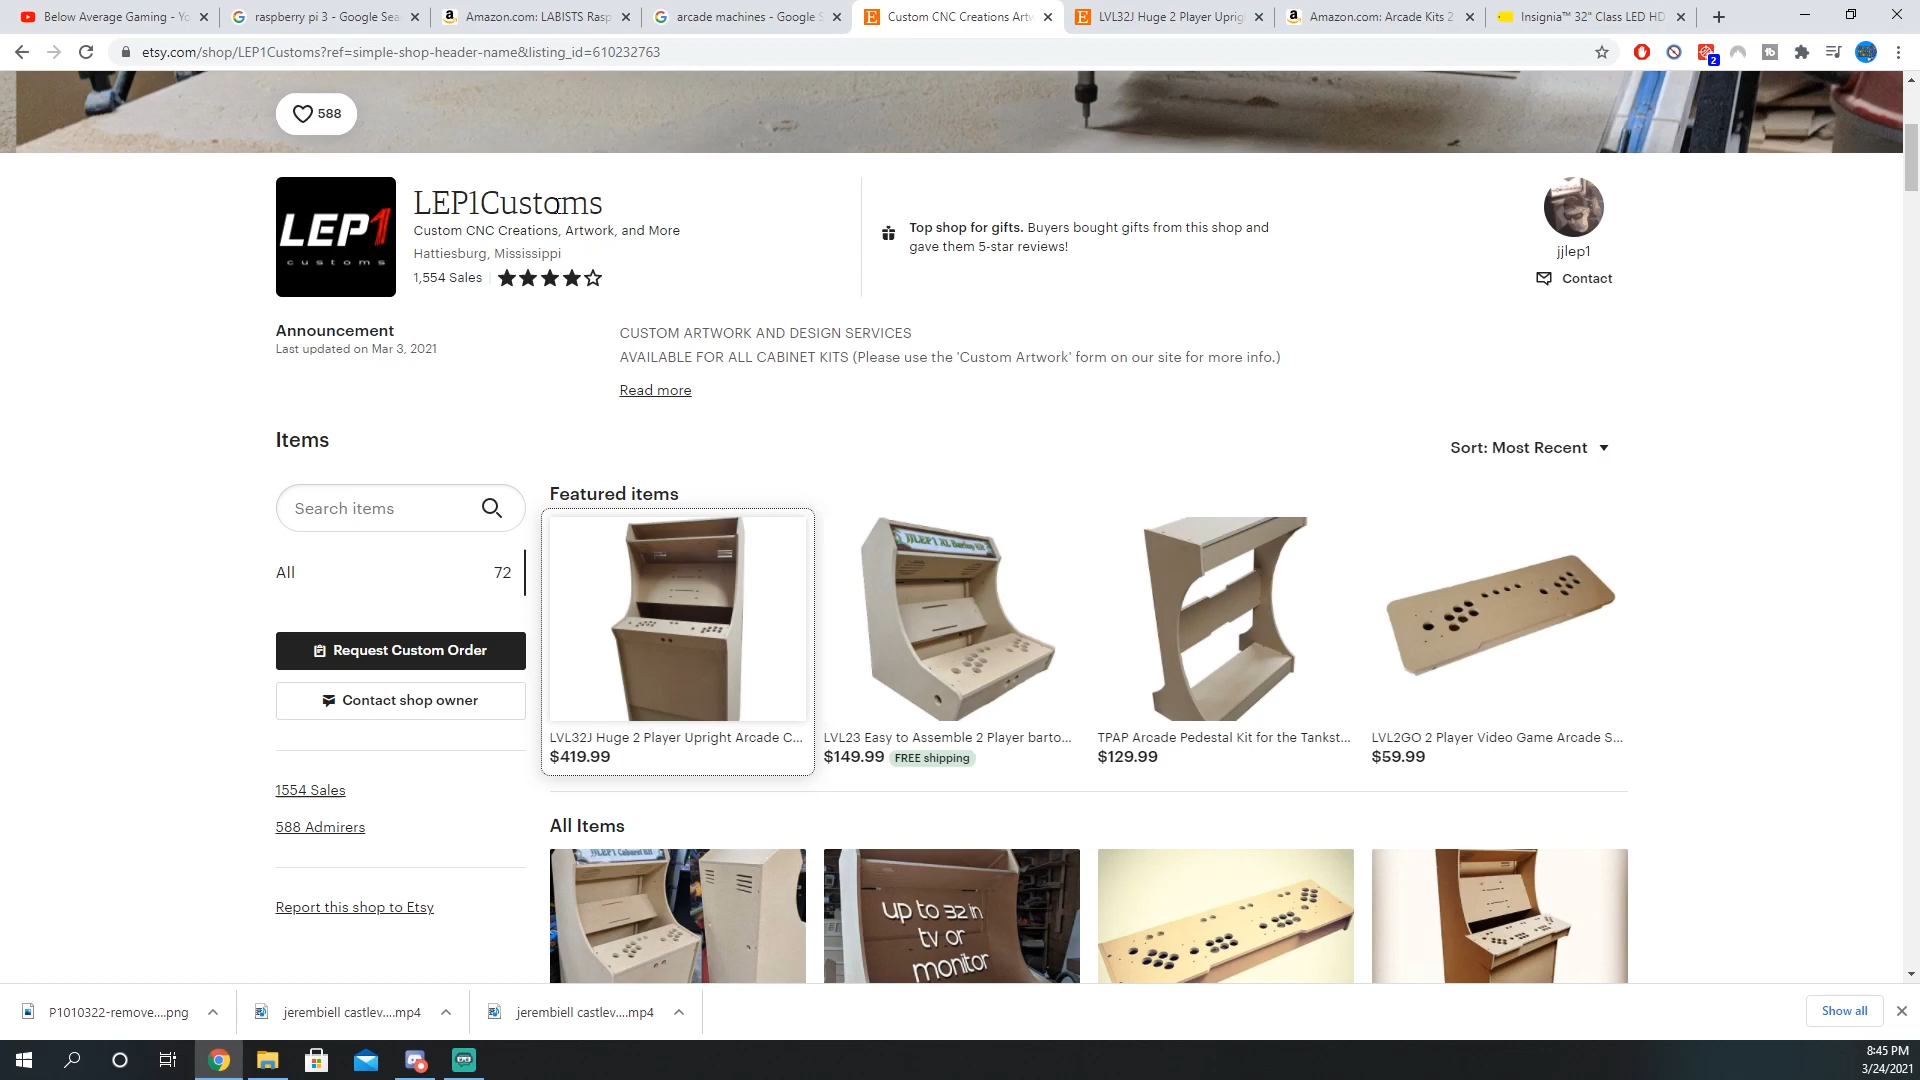 Below Average Gaming - Yo
raspberry pi 3 - Google Sea
Amazon.com: LABISTS Rasp
arcade machines - Google S
Custom CNC Creations Artw
LVL32J Huge 2 Player Uprig
Amazon.com: Arcade Kits 2
Insignia™ 32" Class LED HD
etsy.com/shop/LEP1Customs?ref=simple-shop-header-name&listing_id=610232763
2
588
LEP1
customs
LEP1Customs
Custom CNC Creations, Artwork, and More
Hattiesburg, Mississippi
1,554 Sales
Top shop for gifts. Buyers bought gifts from this shop and
gave them 5-star reviews!
jjlep1
Contact
Announcement
Last updated on Mar 3, 2021
CUSTOM ARTWORK AND DESIGN SERVICES
AVAILABLE FOR ALL CABINET KITS (Please use the 'Custom Artwork' form on our site for more info.)
Read more
Items
Sort: Most Recent
Search items
All 72
Request Custom Order
Contact shop owner
1554 Sales
588 Admirers
Report this shop to Etsy
Featured items
JJLEP1 XL Bartop Kit
LVL32J Huge 2 Player Upright Arcade C...
$419.99
LVL23 Easy to Assemble 2 Player barto...
$149.99 FREE shipping
TPAP Arcade Pedestal Kit for the Tankst...
$129.99
LVL2GO 2 Player Video Game Arcade S...
$59.99
All Items
JJLEP1 Cabaret Kit
up to 32 in
tv or
monitor
P1010322-remove....png
jerembiell castlev....mp4
jerembiell castlev....mp4
Show all
8:45 PM
3/24/2021